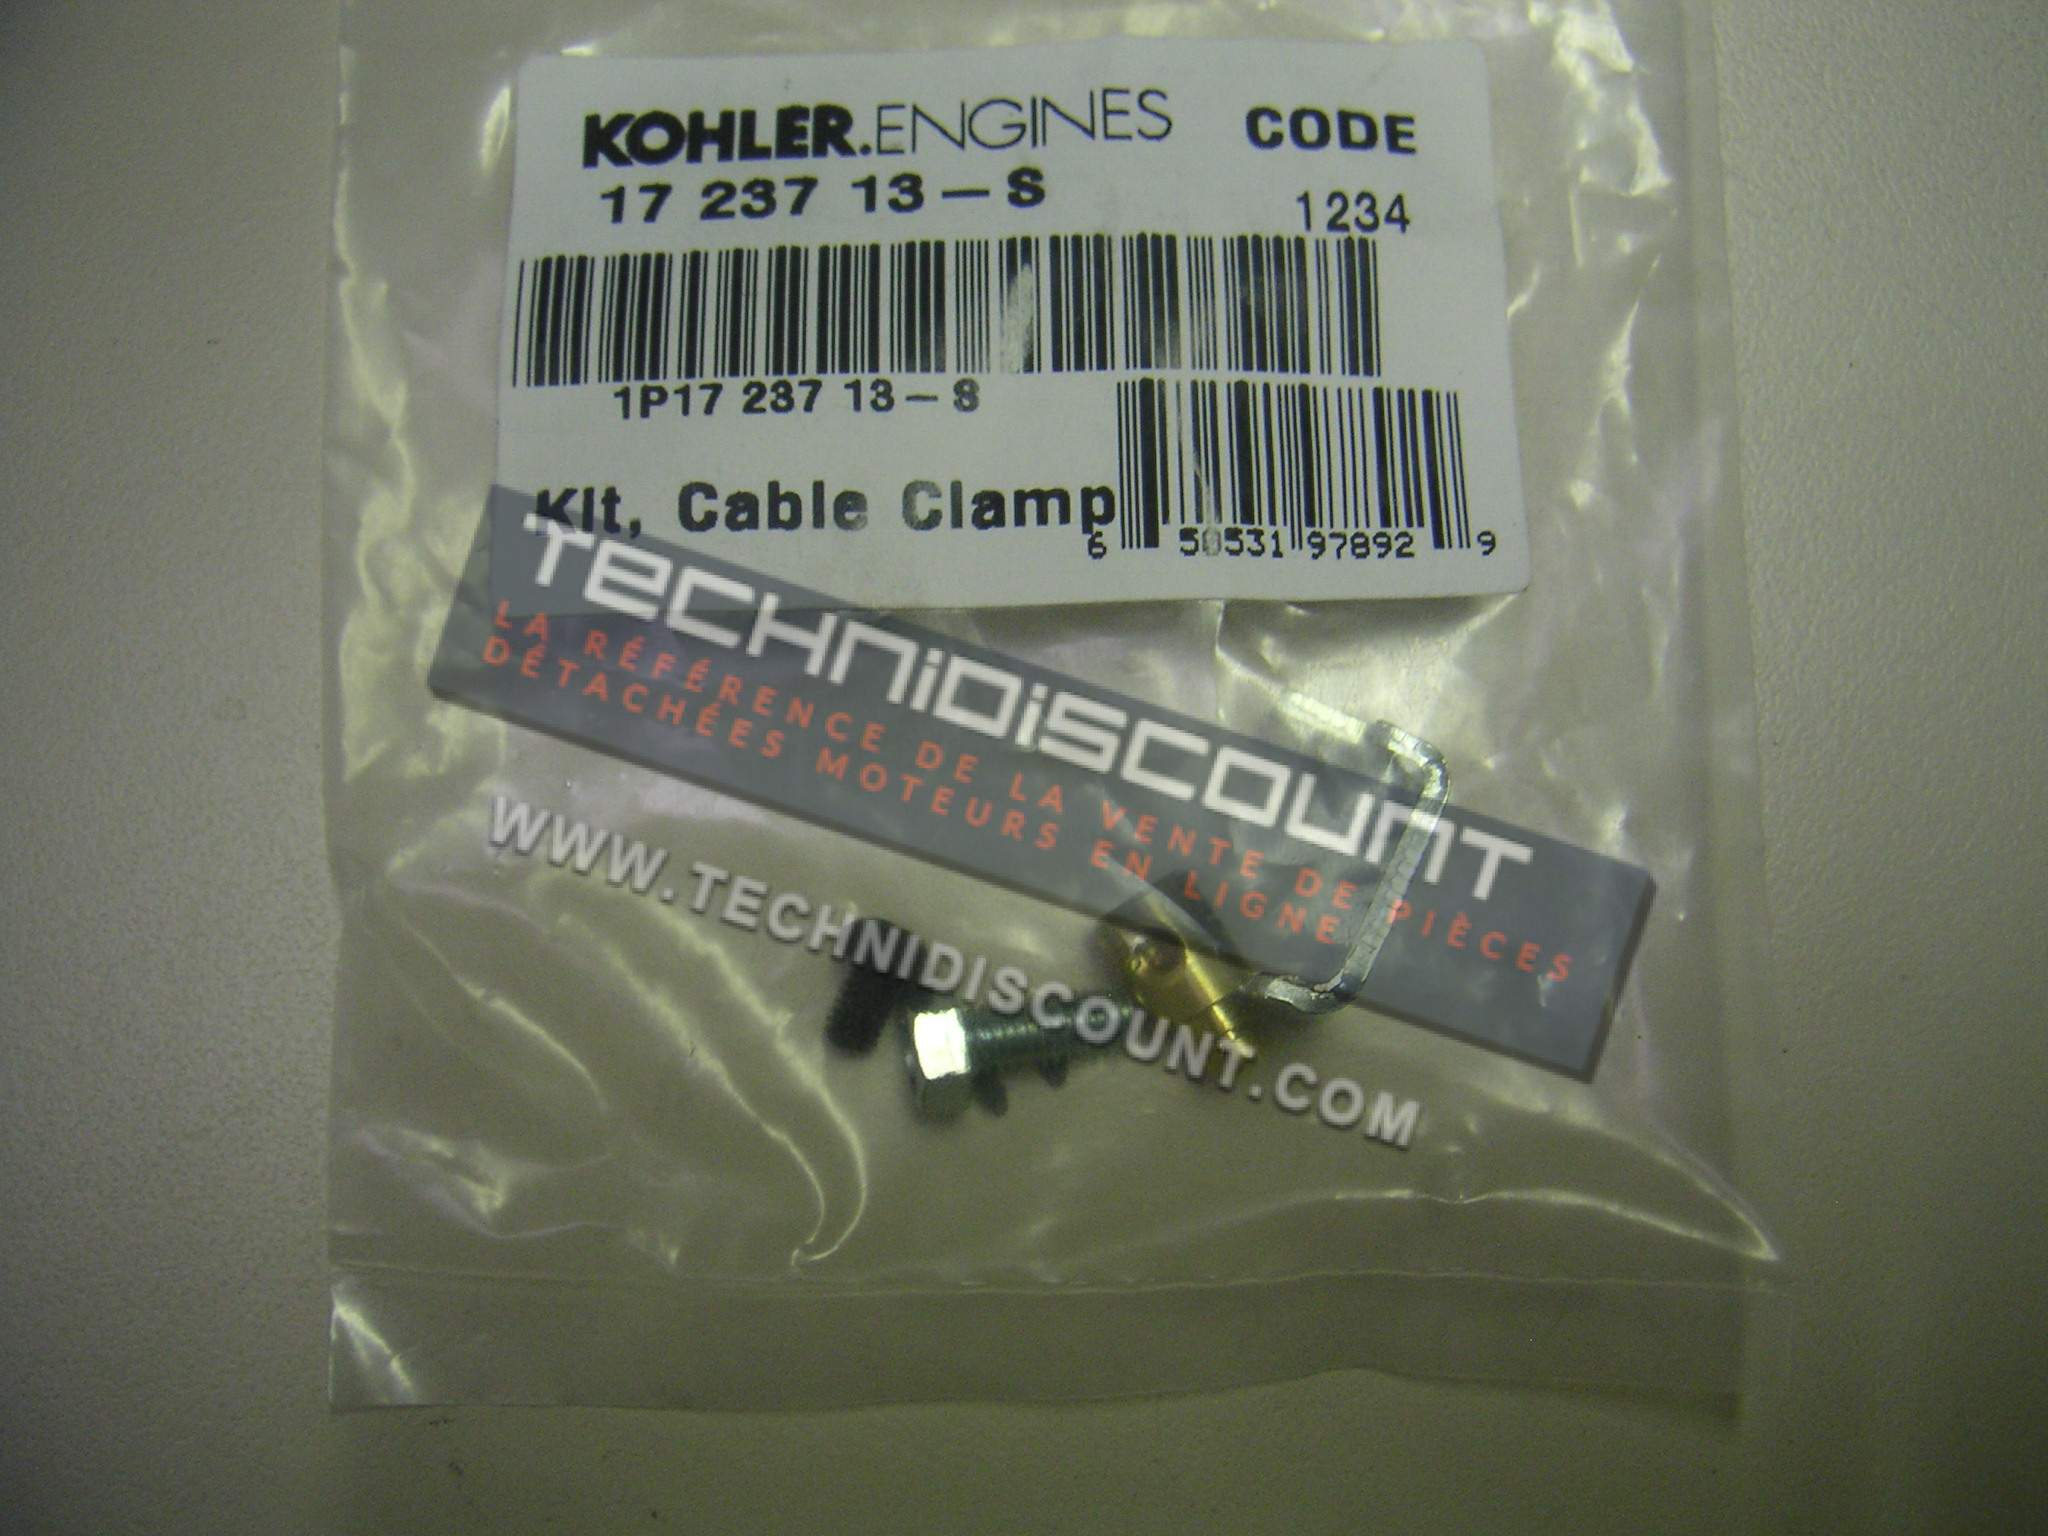 KOHLER.ENGINES CODE
17 237 13-S 1234
1P17 237 13-S
Kit, Cable Clamp
6 50531 97892 9
TECHNIDISCOUNT
LA RÉFÉRENCE DE LA VENTE DE PIÈCES
DÉTACHÉES MOTEURS EN LIGNE
WWW.TECHNIDISCOUNT.COM